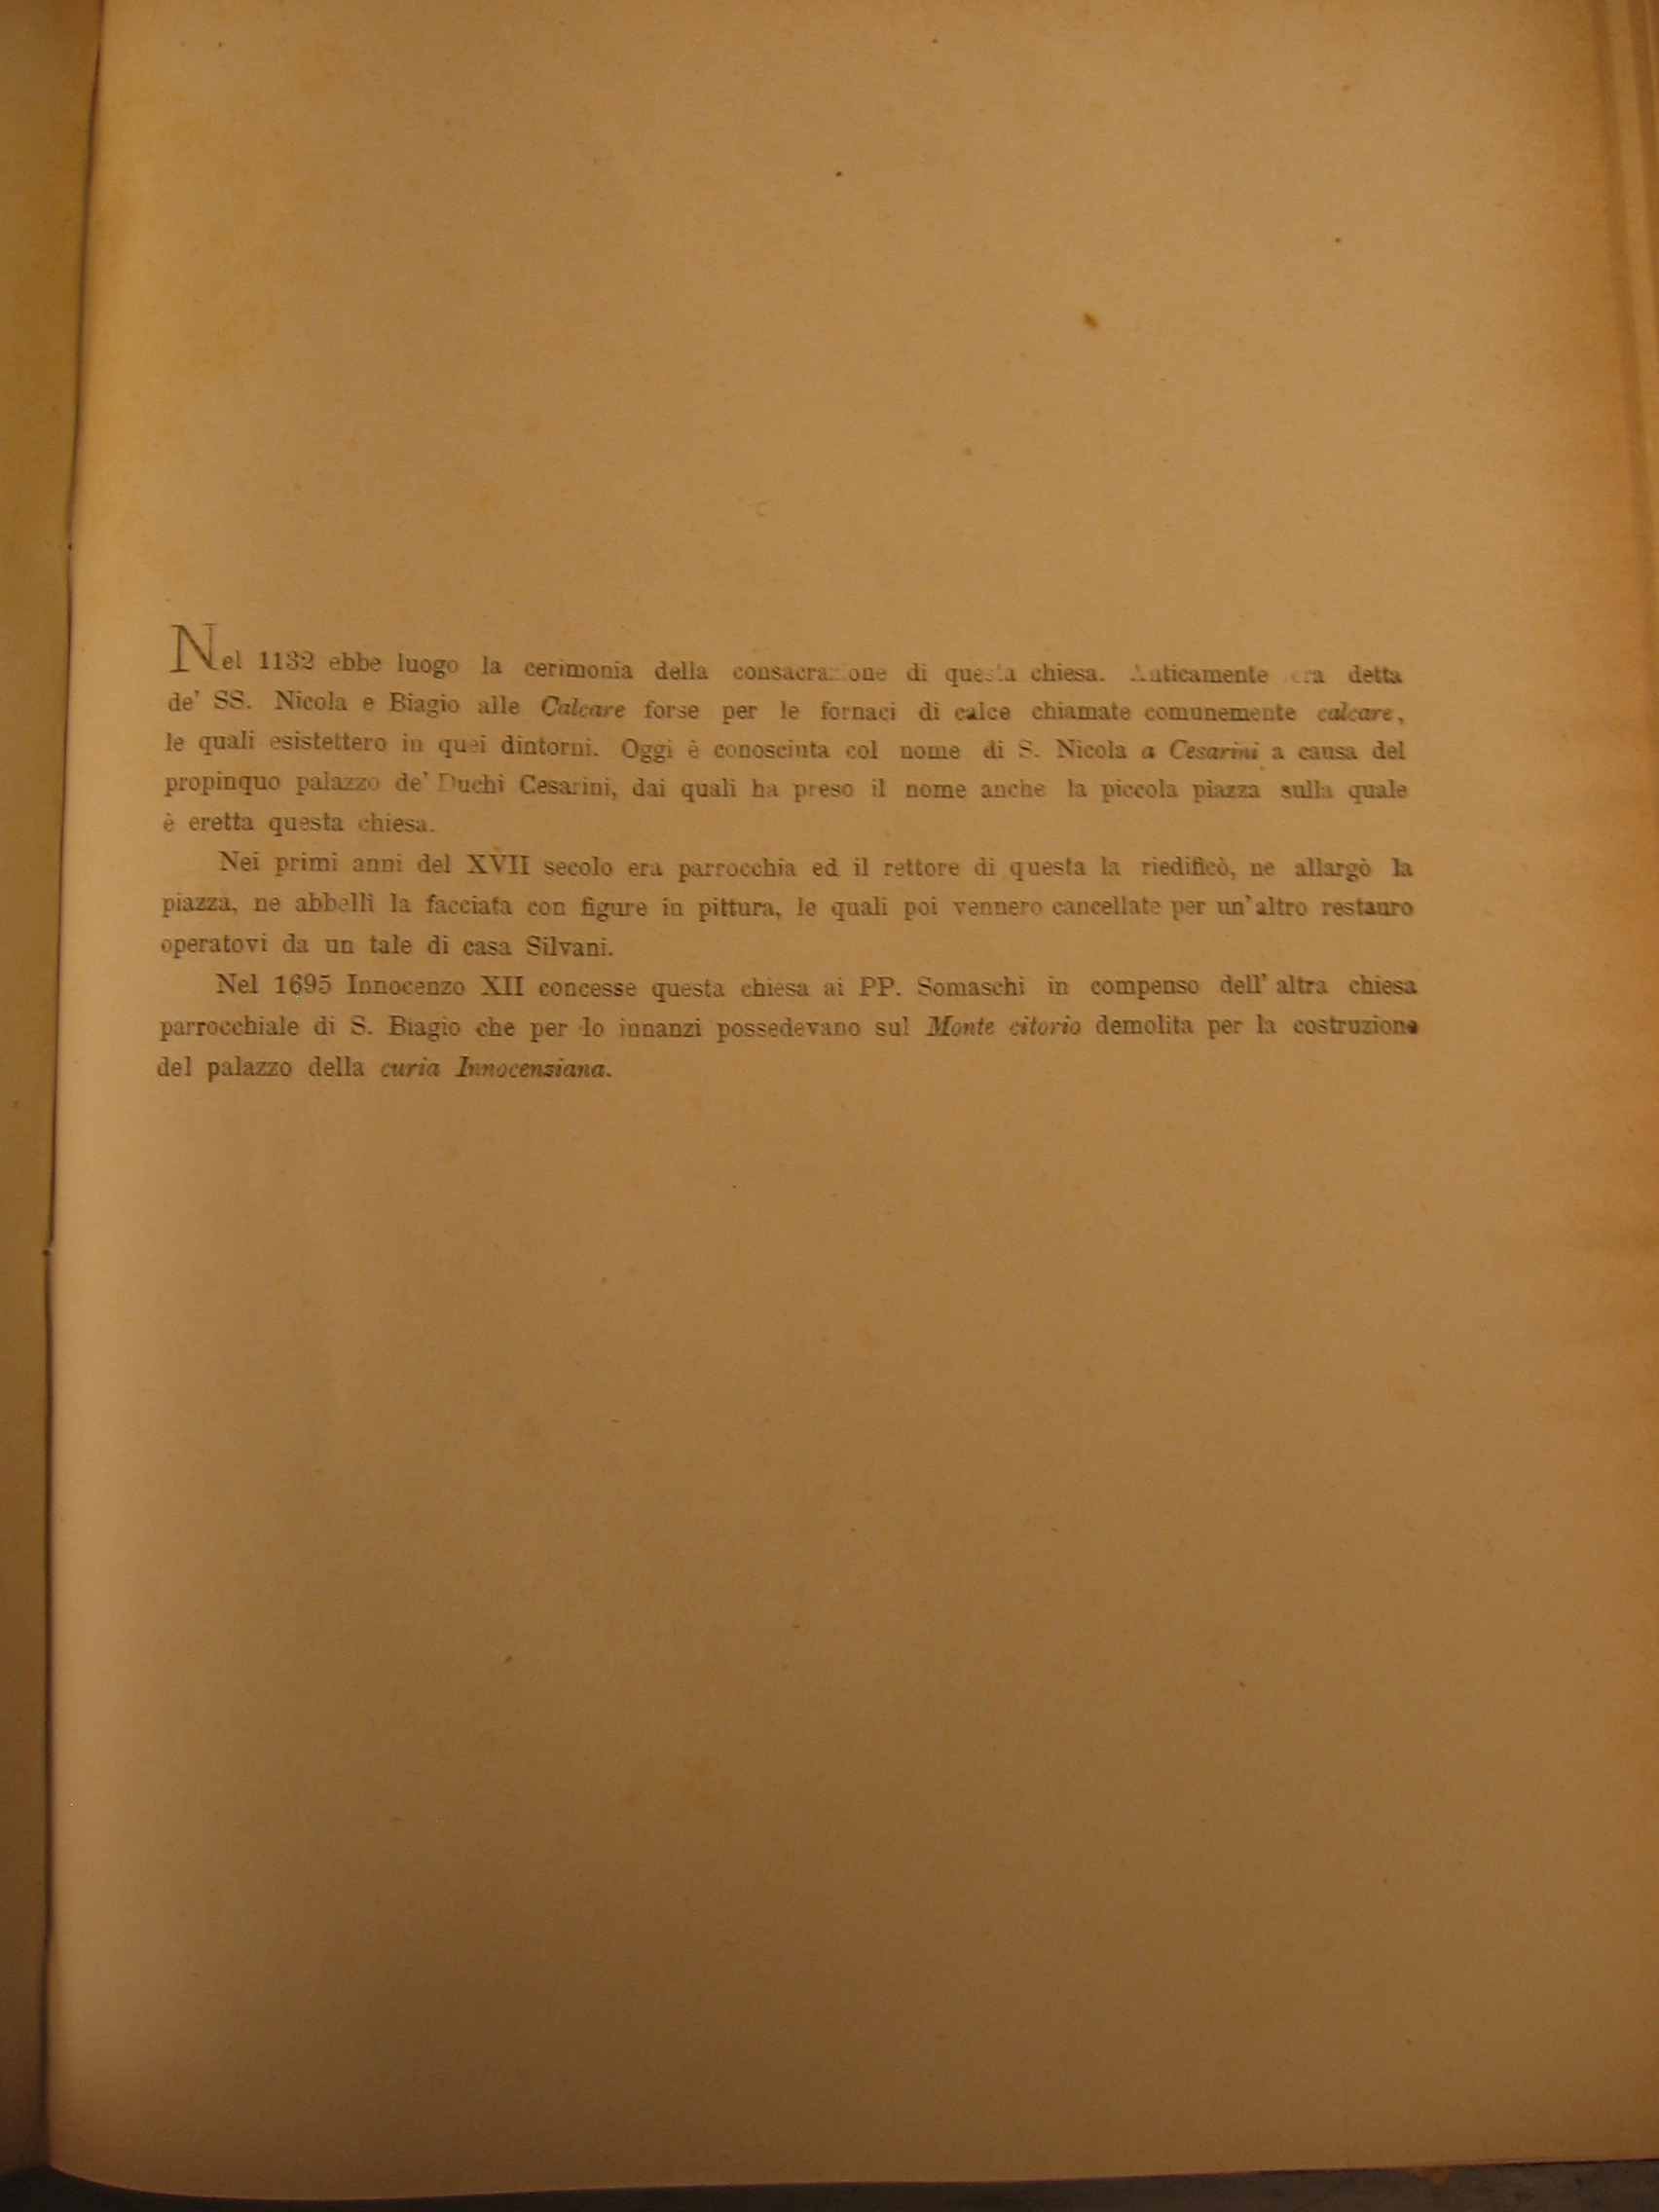 Nel 1132 ebbe luogo la cerimonia della consacrazione di questa chiesa. Anticamente era detta
de' SS. Nicola e Biagio alle Calcare forse per le fornaci di calce chiamate comunemente calcare,
le quali esistettero in quei dintorni. Oggi è conosciuta col nome di S. Nicola a Cesarini a causa del
propinquo palazzo de' Duchi Cesarini, dai quali ha preso il nome anche la piccola piazza sulla quale
è eretta questa chiesa.
Nei primi anni del XVII secolo era parrocchia ed il rettore di questa la riedificò, ne allargò la
piazza, ne abbellì la facciata con figure in pittura, le quali poi vennero cancellate per un'altro restauro
operatovi da un tale di casa Silvani.
Nel 1695 Innocenzo XII concesse questa chiesa ai PP. Somaschi in compenso dell'altra chiesa
parrocchiale di S. Biagio che per lo innanzi possedevano sul Monte citorio demolita per la costruzione
del palazzo della curia Innocenziana.